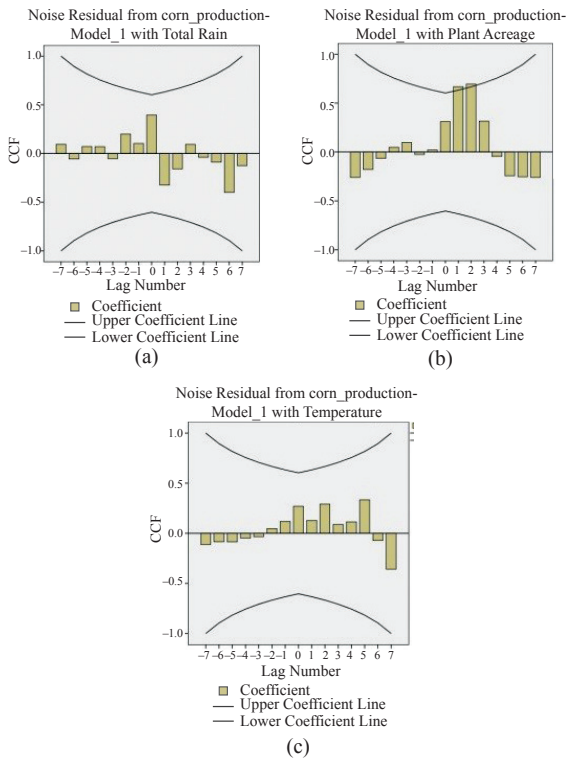 Noise Residual from corn_production-
Model_1 with Total Rain
1.0
0.5
0.0
−0.5
−1.0
CCF
−7 −6 −5 −4 −3 −2 −1 0 1 2 3 4 5 6 7
Lag Number
Coefficient
Upper Coefficient Line
Lower Coefficient Line
(a)
Noise Residual from corn_production-
Model_1 with Plant Acreage
1.0
0.5
0.0
−0.5
−1.0
CCF
−7 −6 −5 −4 −3 −2 −1 0 1 2 3 4 5 6 7
Lag Number
Coefficient
Upper Coefficient Line
Lower Coefficient Line
(b)
Noise Residual from corn_production-
Model_1 with Temperature
1.0
0.5
0.0
−0.5
−1.0
CCF
−7 −6 −5 −4 −3 −2 −1 0 1 2 3 4 5 6 7
Lag Number
Coefficient
Upper Coefficient Line
Lower Coefficient Line
(c)